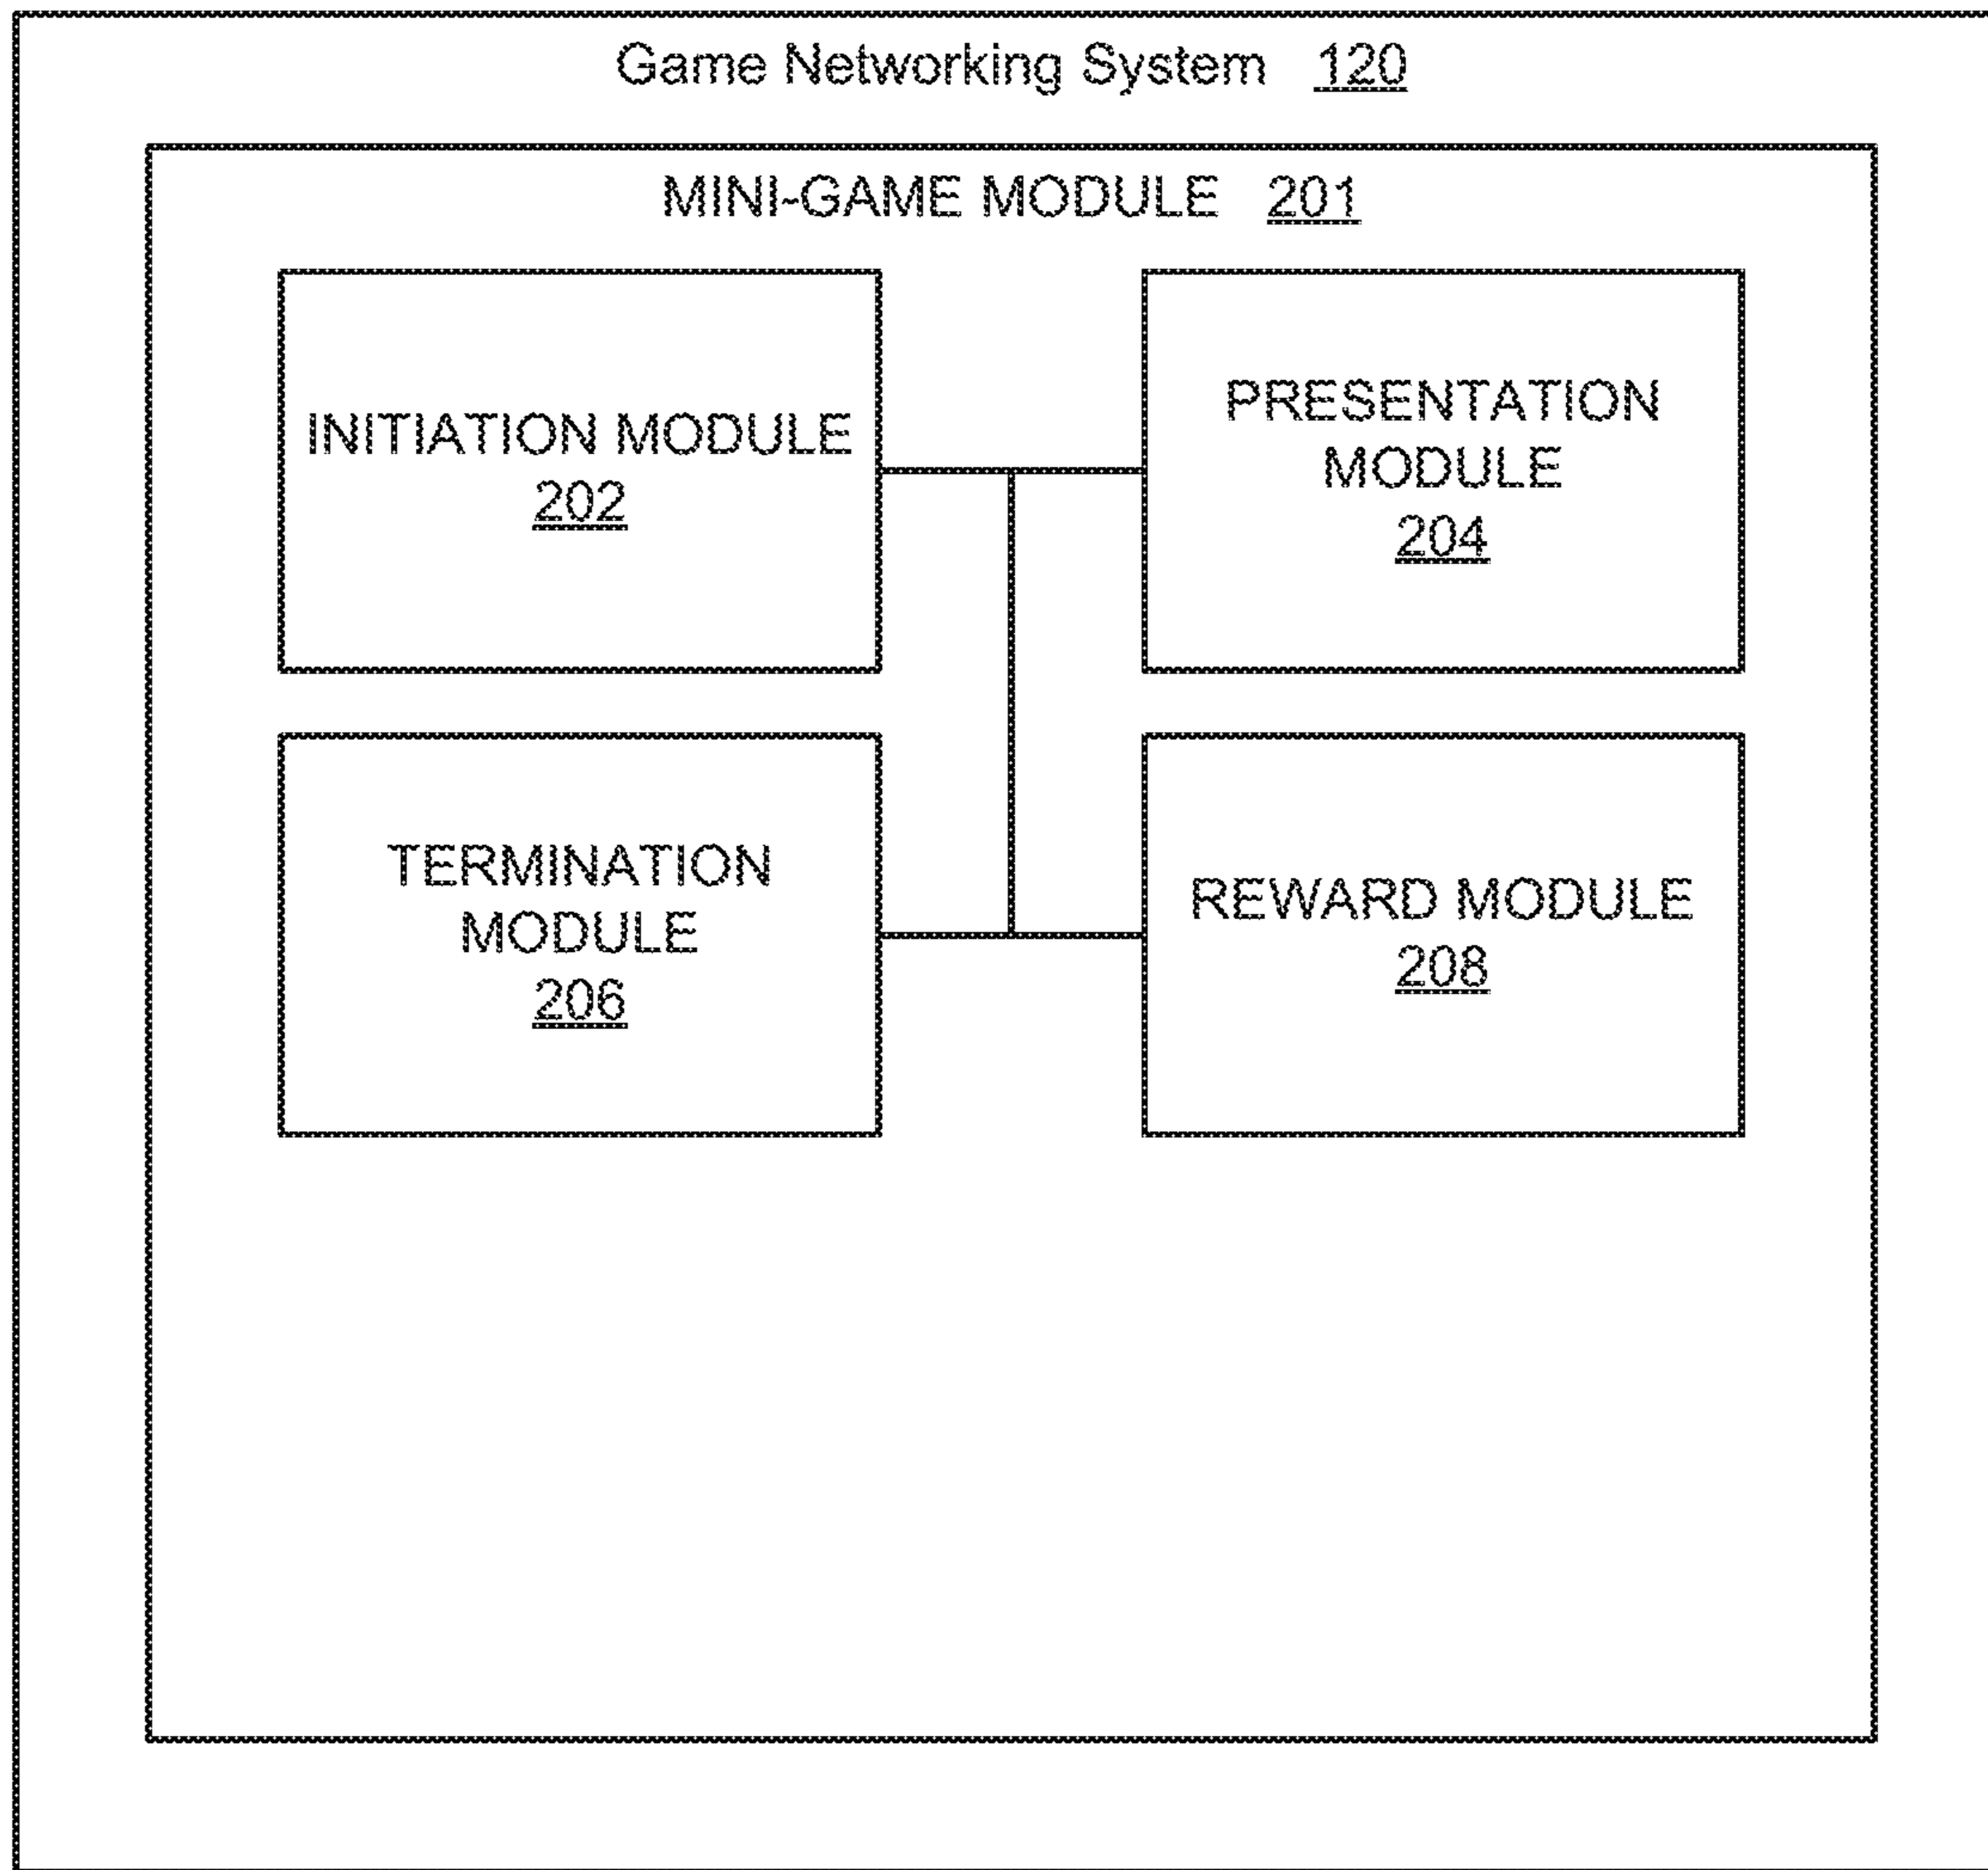 Game Networking System 120
MINI-GAME MODULE 201
INITIATION MODULE
202
PRESENTATION
MODULE
204
TERMINATION
MODULE
206
REWARD MODULE
208